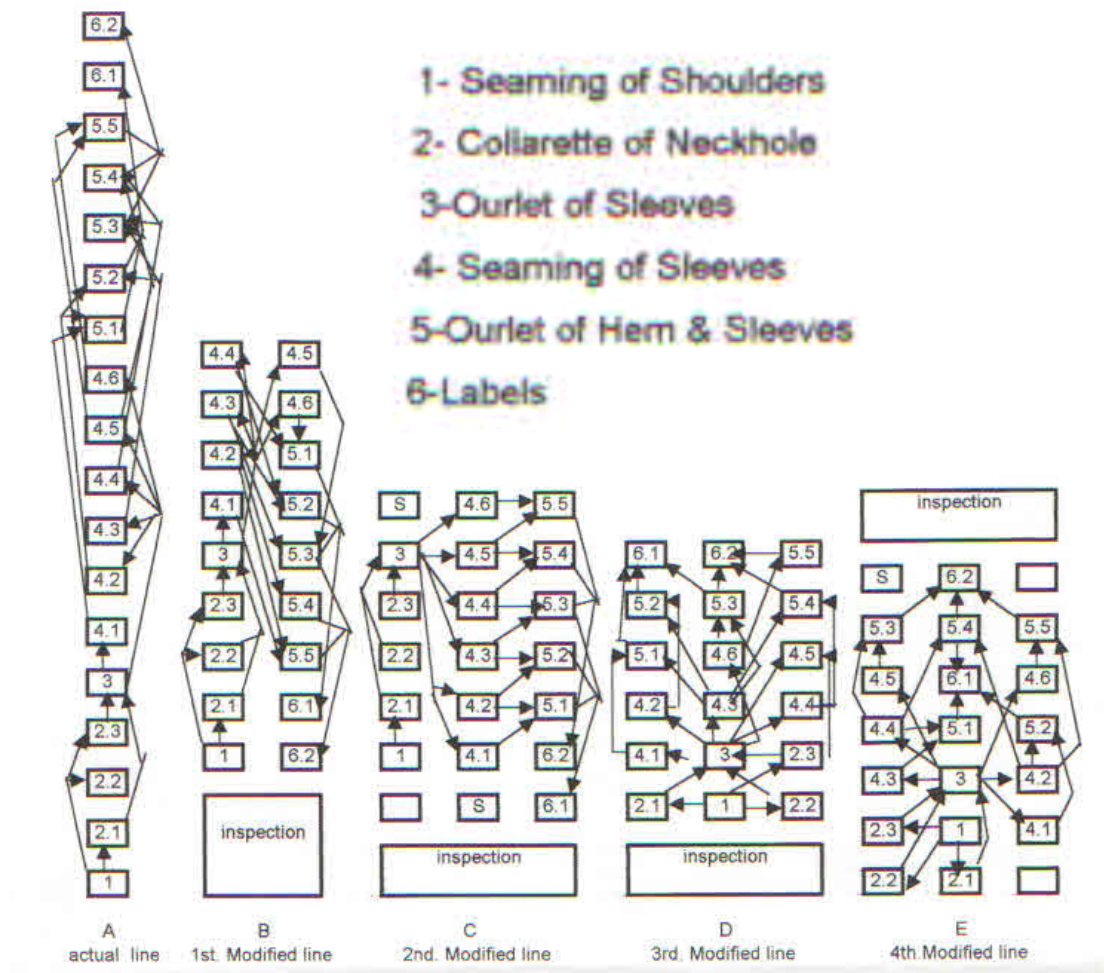 6.2
6.1
5.5
5.4
5.3
5.2
5.1
4.6
4.5
4.4
4.3
4.2
4.1
3
2.3
2.2
2.1
1
A
actual line
1- Seaming of Shoulders
2- Collarette of Neckhole
3-Ourlet of Sleeves
4- Seaming of Sleeves
5-Ourlet of Hem & Sleeves
6-Labels
4.4 4.5
4.3 4.6
4.2 5.1
4.1 5.2
3 5.3
2.3 5.4
2.2 5.5
2.1 6.1
1 6.2
inspection
B
1st. Modified line
S 4.6 5.5
3 4.5 5.4
2.3 4.4 5.3
2.2 4.3 5.2
2.1 4.2 5.1
1 4.1 6.2
S 6.1
inspection
C
2nd. Modified line
6.1 6.2 5.5
5.2 5.3 5.4
5.1 4.6 4.5
4.2 4.3 4.4
4.1 3 2.3
2.1 1 2.2
inspection
D
3rd. Modified line
inspection
S 6.2
5.3 5.4 5.5
4.5 6.1 4.6
4.4 5.1 5.2
4.3 3 4.2
2.3 1 4.1
2.2 2.1
E
4th.Modified line